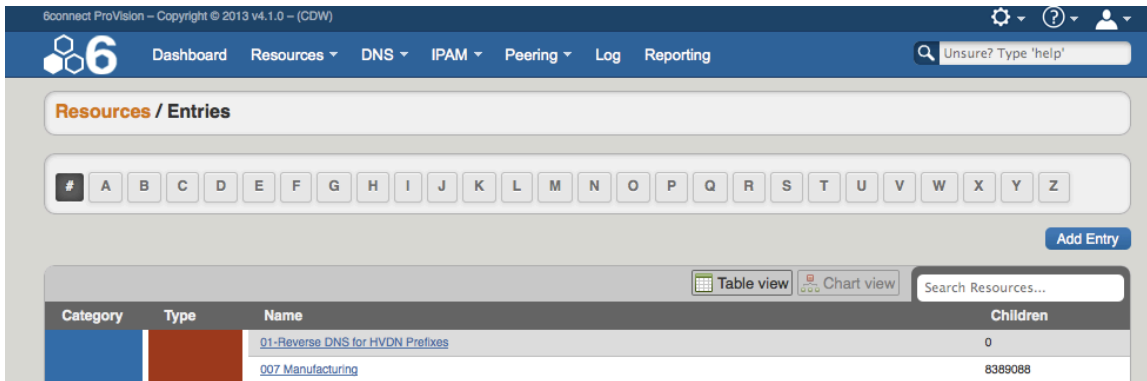 6connect ProVision – Copyright © 2013 v4.1.0 – (CDW)
6 Dashboard Resources DNS IPAM Peering Log Reporting Unsure? Type 'help'
Resources / Entries
# A B C D E F G H I J K L M N O P Q R S T U V W X Y Z
Add Entry
Table view Chart view Search Resources...
Category Type Name Children
01-Reverse DNS for HVDN Prefixes 0
007 Manufacturing 8389088